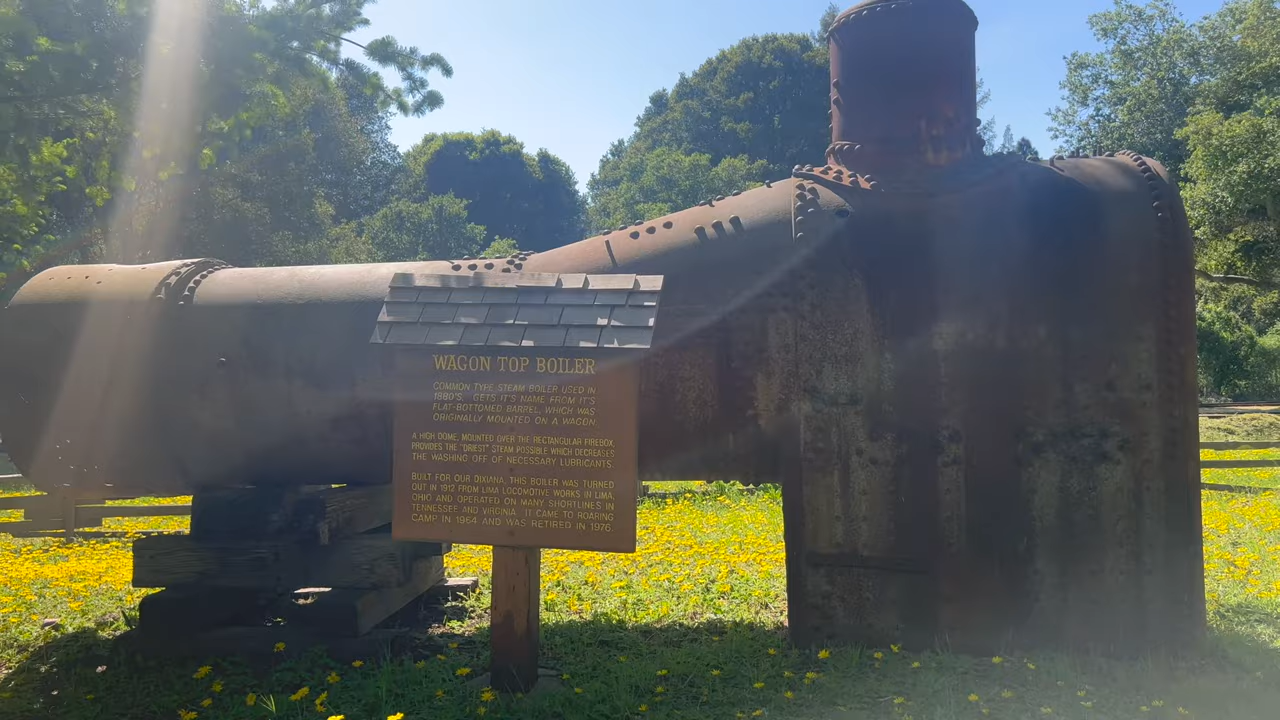 WAGON TOP BOILER
COMMON TYPE STEAM BOILER USED IN
1880'S. GETS IT'S NAME FROM IT'S
FLAT-BOTTOMED BARREL, WHICH WAS
ORIGINALLY MOUNTED ON A WAGON.
A HIGH DOME, MOUNTED OVER THE RECTANGULAR FIREBOX,
PROVIDES THE "DRIEST" STEAM POSSIBLE WHICH DECREASES
THE WASHING OFF OF NECESSARY LUBRICANTS.
BUILT FOR OUR DIXIANA, THIS BOILER WAS TURNED
OUT IN 1912 FROM LIMA LOCOMOTIVE WORKS IN LIMA,
OHIO AND OPERATED ON MANY SHORTLINES IN
TENNESSEE AND VIRGINIA. IT CAME TO ROARING
CAMP IN 1964 AND WAS RETIRED IN 1976.